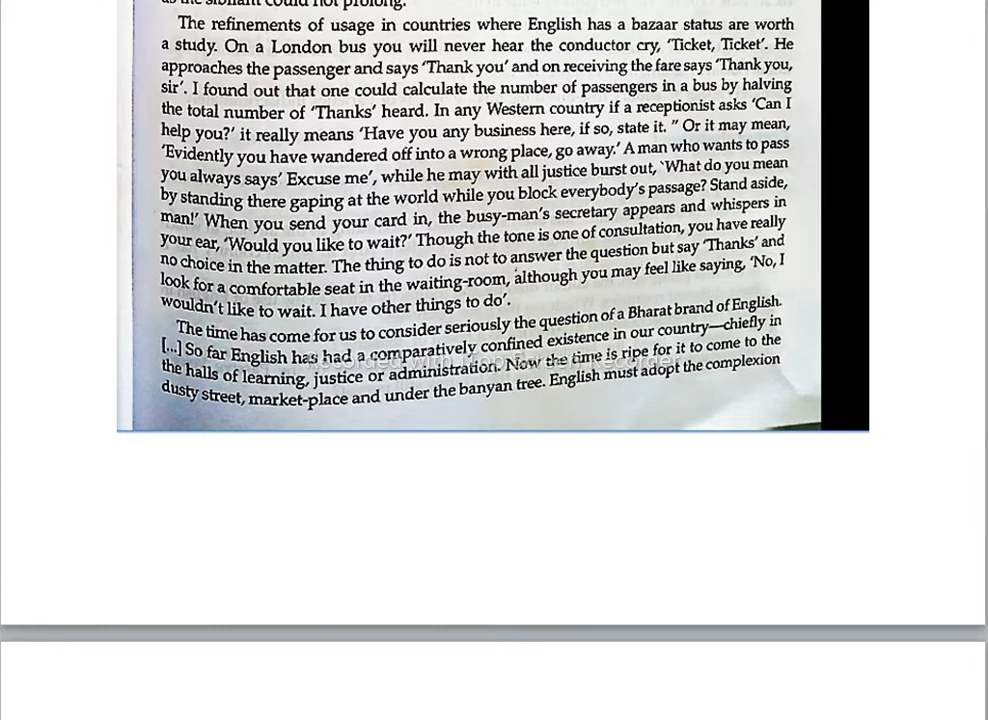 as the sibilant could not prolong.
The refinements of usage in countries where English has a bazaar status are worth
a study. On a London bus you will never hear the conductor cry, 'Ticket, Ticket'. He
approaches the passenger and says 'Thank you' and on receiving the fare says 'Thank you,
sir'. I found out that one could calculate the number of passengers in a bus by halving
the total number of 'Thanks' heard. In any Western country if a receptionist asks 'Can I
help you?' it really means 'Have you any business here, if so, state it. " Or it may mean,
'Evidently you have wandered off into a wrong place, go away.' A man who wants to pass
you always says' Excuse me', while he may with all justice burst out, `What do you mean
by standing there gaping at the world while you block everybody's passage? Stand aside,
man!' When you send your card in, the busy-man's secretary appears and whispers in
your ear, 'Would you like to wait?' Though the tone is one of consultation, you have really
no choice in the matter. The thing to do is not to answer the question but say 'Thanks' and
look for a comfortable seat in the waiting-room, although you may feel like saying, 'No, I
wouldn't like to wait. I have other things to do'.
The time has come for us to consider seriously the question of a Bharat brand of English.
[...] So far English has had a comparatively confined existence in our country—chiefly in
the halls of learning, justice or administration. Now the time is ripe for it to come to the
dusty street, market-place and under the banyan tree. English must adopt the complexion